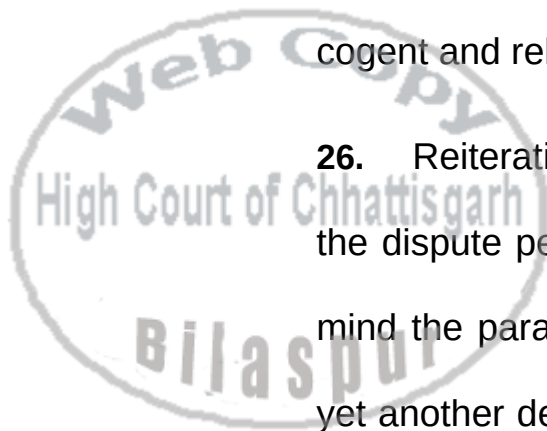 Web Copy
High Court of Chhattisgarh
Bilaspur
cogent and rel
26. Reiterati
the dispute pe
mind the para
yet another de